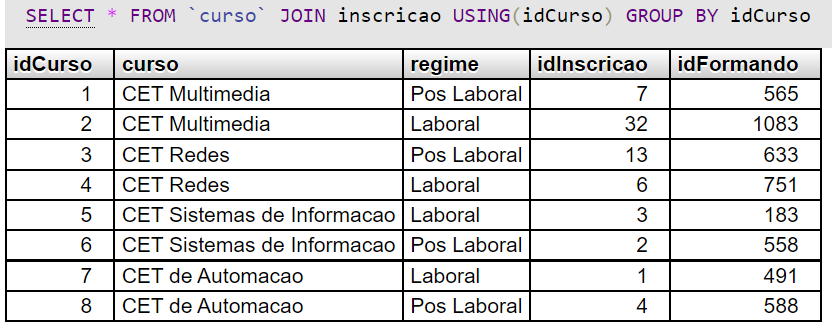 SELECT * FROM `curso` JOIN inscricao USING(idCurso) GROUP BY idCurso
idCurso curso regime idInscricao idFormando
1 CET Multimedia Pos Laboral 7 565
2 CET Multimedia Laboral 32 1083
3 CET Redes Pos Laboral 13 633
4 CET Redes Laboral 6 751
5 CET Sistemas de Informacao Laboral 3 183
6 CET Sistemas de Informacao Pos Laboral 2 558
7 CET de Automacao Laboral 1 491
8 CET de Automacao Pos Laboral 4 588